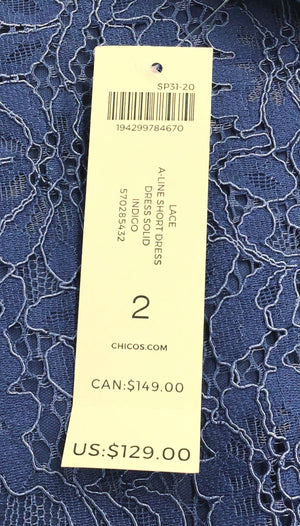 SP31-20
194299784670
LACE
A-LINE SHORT DRESS
DRESS SOLID
INDIGO
570285432
2
CHICOS.COM
CAN:$149.00
US:$129.00